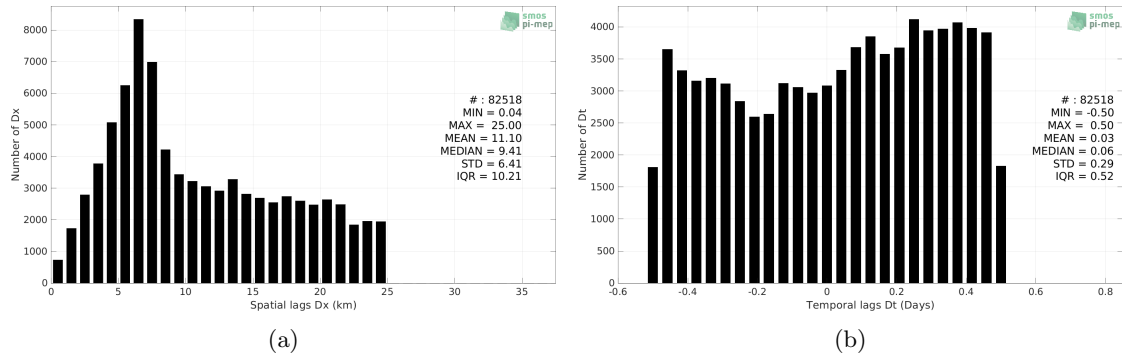 8000
7000
6000
5000
4000
3000
2000
1000
0
Number of Dx
0 5 10 15 20 25 30 35
Spatial lags Dx (km)
smos
pi-mep
# : 82518
MIN = 0.04
MAX = 25.00
MEAN = 11.10
MEDIAN = 9.41
STD = 6.41
IQR = 10.21
(a)
4000
3500
3000
2500
2000
1500
1000
500
0
Number of Dt
-0.6 -0.4 -0.2 0 0.2 0.4 0.6 0.8
Temporal lags Dt (Days)
smos
pi-mep
# : 82518
MIN = -0.50
MAX = 0.50
MEAN = 0.03
MEDIAN = 0.06
STD = 0.29
IQR = 0.52
(b)